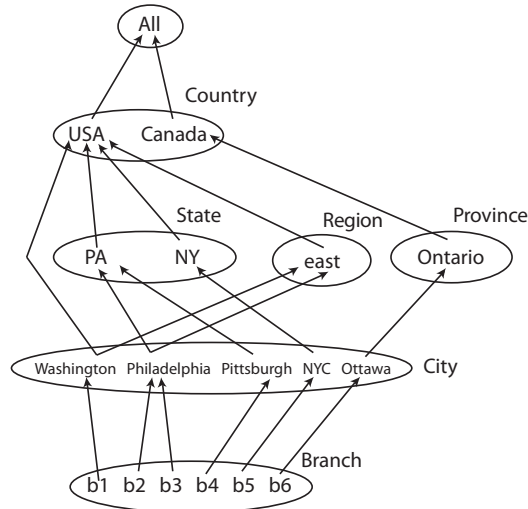 All
Country
USA Canada
State Region Province
PA NY east Ontario
Washington Philadelphia Pittsburgh NYC Ottawa City
Branch
b1 b2 b3 b4 b5 b6